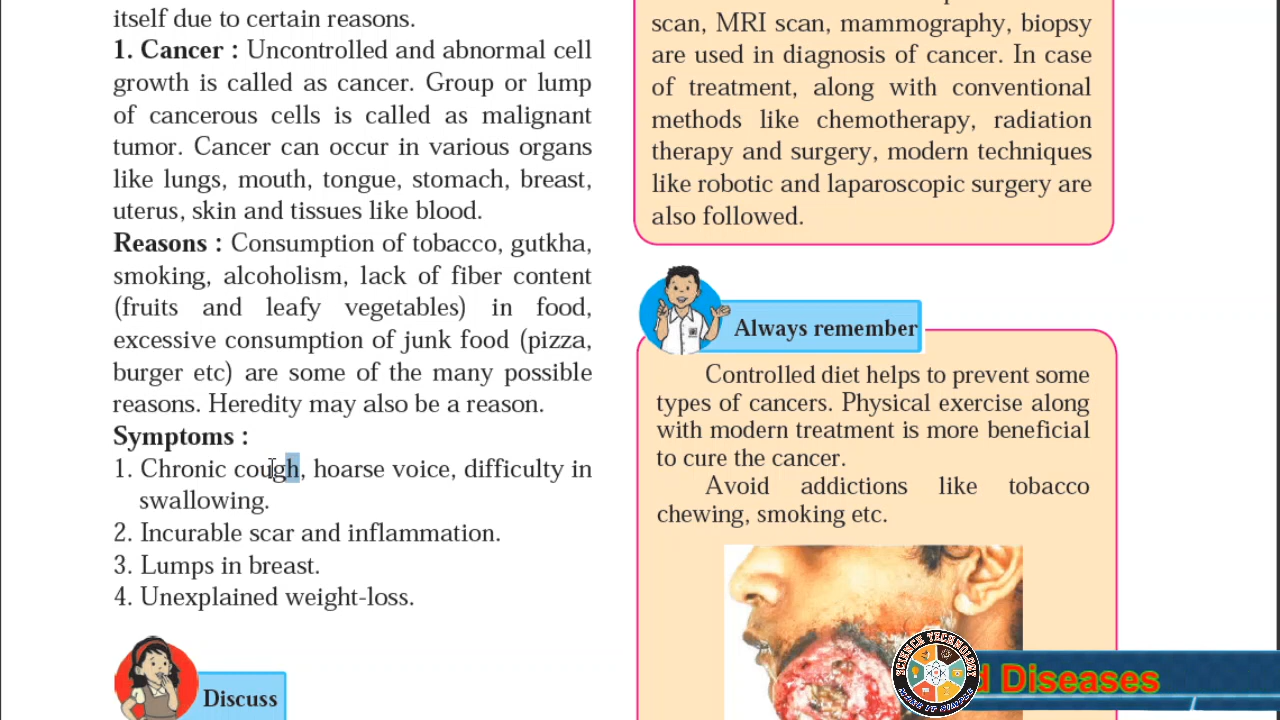 itself due to certain reasons.
1. Cancer : Uncontrolled and abnormal cell
growth is called as cancer. Group or lump
of cancerous cells is called as malignant
tumor. Cancer can occur in various organs
like lungs, mouth, tongue, stomach, breast,
uterus, skin and tissues like blood.
Reasons : Consumption of tobacco, gutkha,
smoking, alcoholism, lack of fiber content
(fruits and leafy vegetables) in food,
excessive consumption of junk food (pizza,
burger etc) are some of the many possible
reasons. Heredity may also be a reason.
Symptoms :
1. Chronic cough, hoarse voice, difficulty in
swallowing.
2. Incurable scar and inflammation.
3. Lumps in breast.
4. Unexplained weight-loss.
Discuss
scan, MRI scan, mammography, biopsy
are used in diagnosis of cancer. In case
of treatment, along with conventional
methods like chemotherapy, radiation
therapy and surgery, modern techniques
like robotic and laparoscopic surgery are
also followed.
Always remember
Controlled diet helps to prevent some
types of cancers. Physical exercise along
with modern treatment is more beneficial
to cure the cancer.
Avoid addictions like tobacco
chewing, smoking etc.
SCIENCE TECHNOLOGY
Diseases